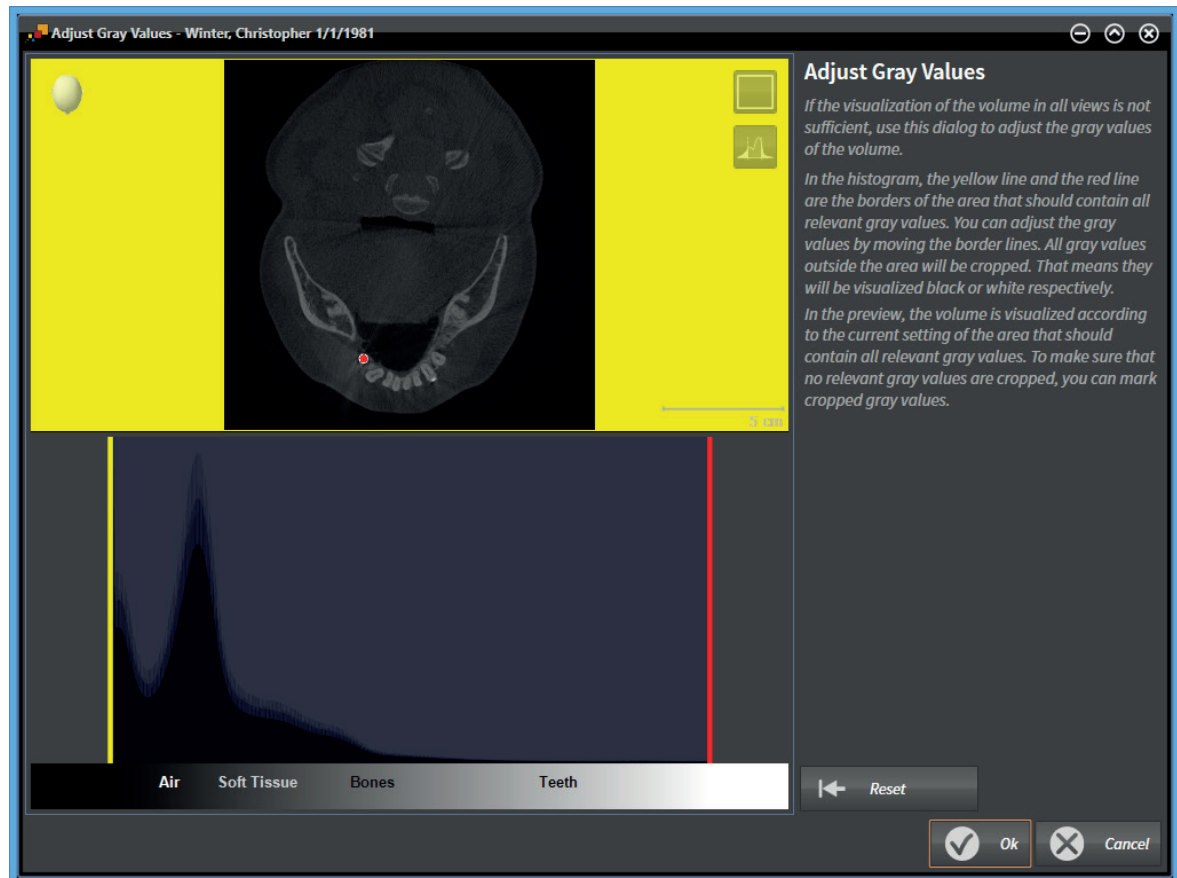 Adjust Gray Values - Winter, Christopher 1/1/1981
Adjust Gray Values
If the visualization of the volume in all views is not
sufficient, use this dialog to adjust the gray values
of the volume.
In the histogram, the yellow line and the red line
are the borders of the area that should contain all
relevant gray values. You can adjust the gray
values by moving the border lines. All gray values
outside the area will be cropped. That means they
will be visualized black or white respectively.
In the preview, the volume is visualized according
to the current setting of the area that should
contain all relevant gray values. To make sure that
no relevant gray values are cropped, you can mark
cropped gray values.
5 cm
Air Soft Tissue Bones Teeth
Reset
Ok Cancel